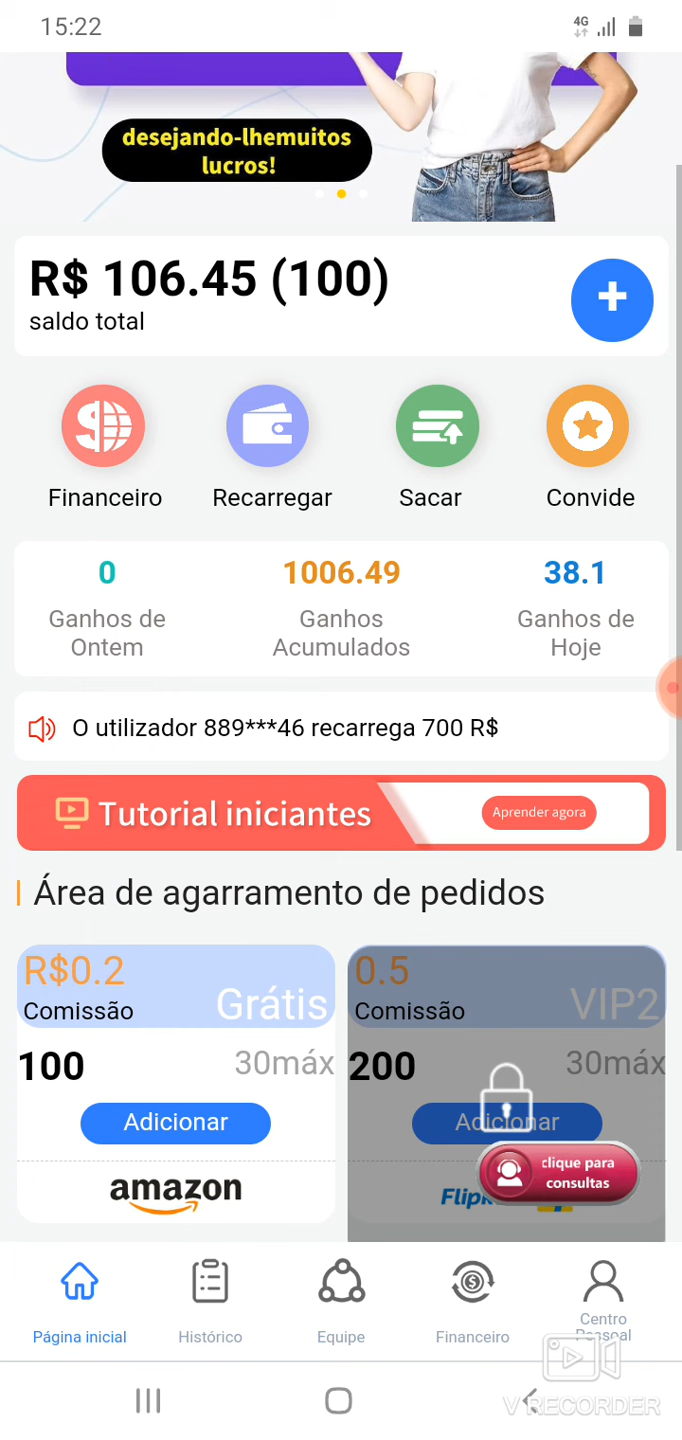 15:22
4G
desejando-lhemuitos
lucros!
R$ 106.45 (100)
saldo total
+
Financeiro
Recarregar
Sacar
Convide
0
1006.49
38.1
Ganhos de
Ontem
Ganhos
Acumulados
Ganhos de
Hoje
O utilizador 889***46 recarrega 700 R$
Tutorial iniciantes
Aprender agora
Área de agarramento de pedidos
R$0.2
Comissão
Grátis
100
30máx
Adicionar
amazon
0.5
Comissão
VIP2
200
30máx
Adicionar
clique para
consultas
Página inicial
Histórico
Equipe
Financeiro
Centro
Pessoal
V RECORDER